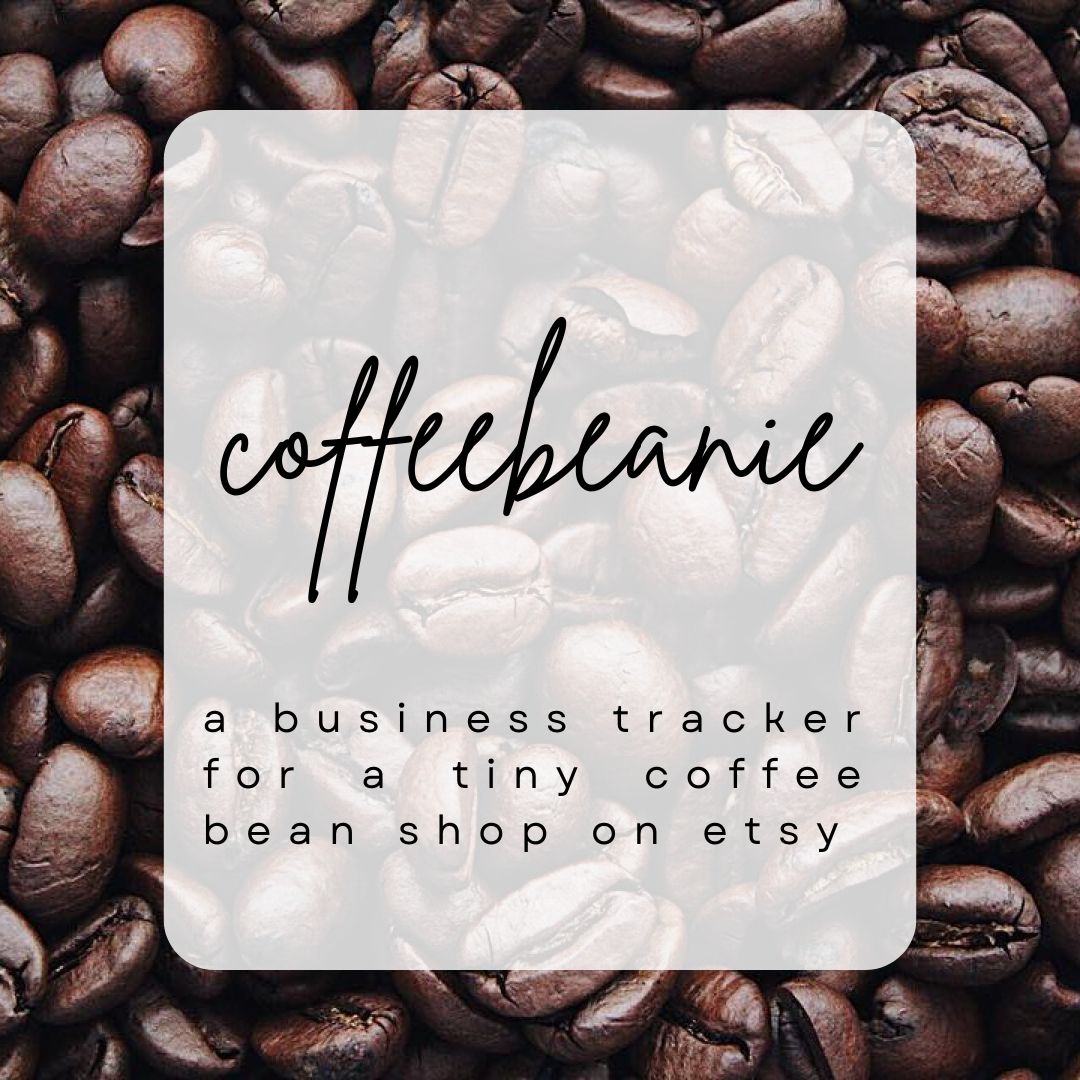 coffeebeanie
a business tracker
for a tiny coffee
bean shop on etsy